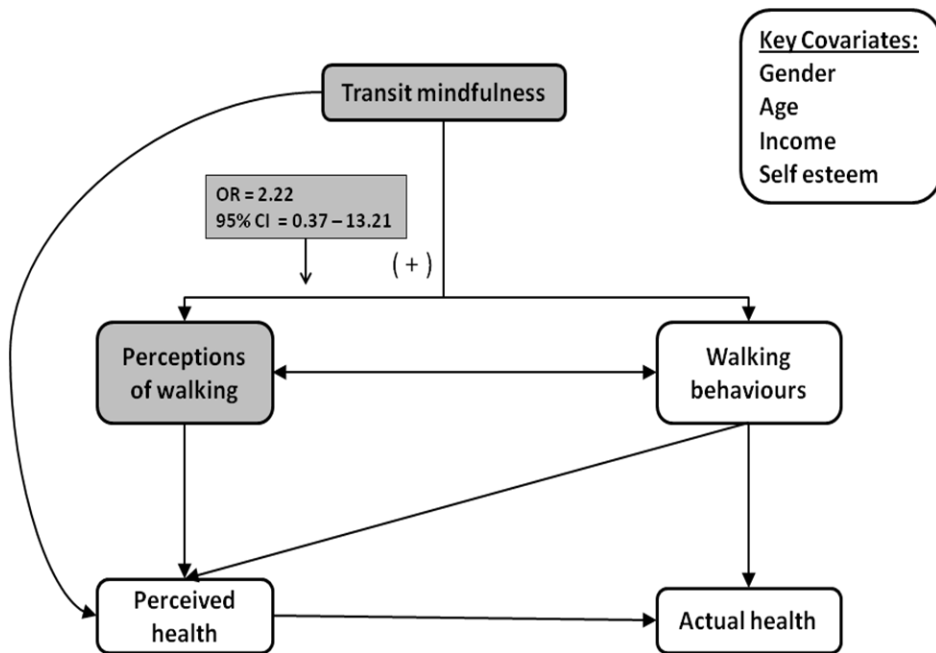 Key Covariates:
Gender
Age
Income
Self esteem
Transit mindfulness
OR = 2.22
95% CI = 0.37 – 13.21
( + )
Perceptions
of walking
Walking
behaviours
Perceived
health
Actual health